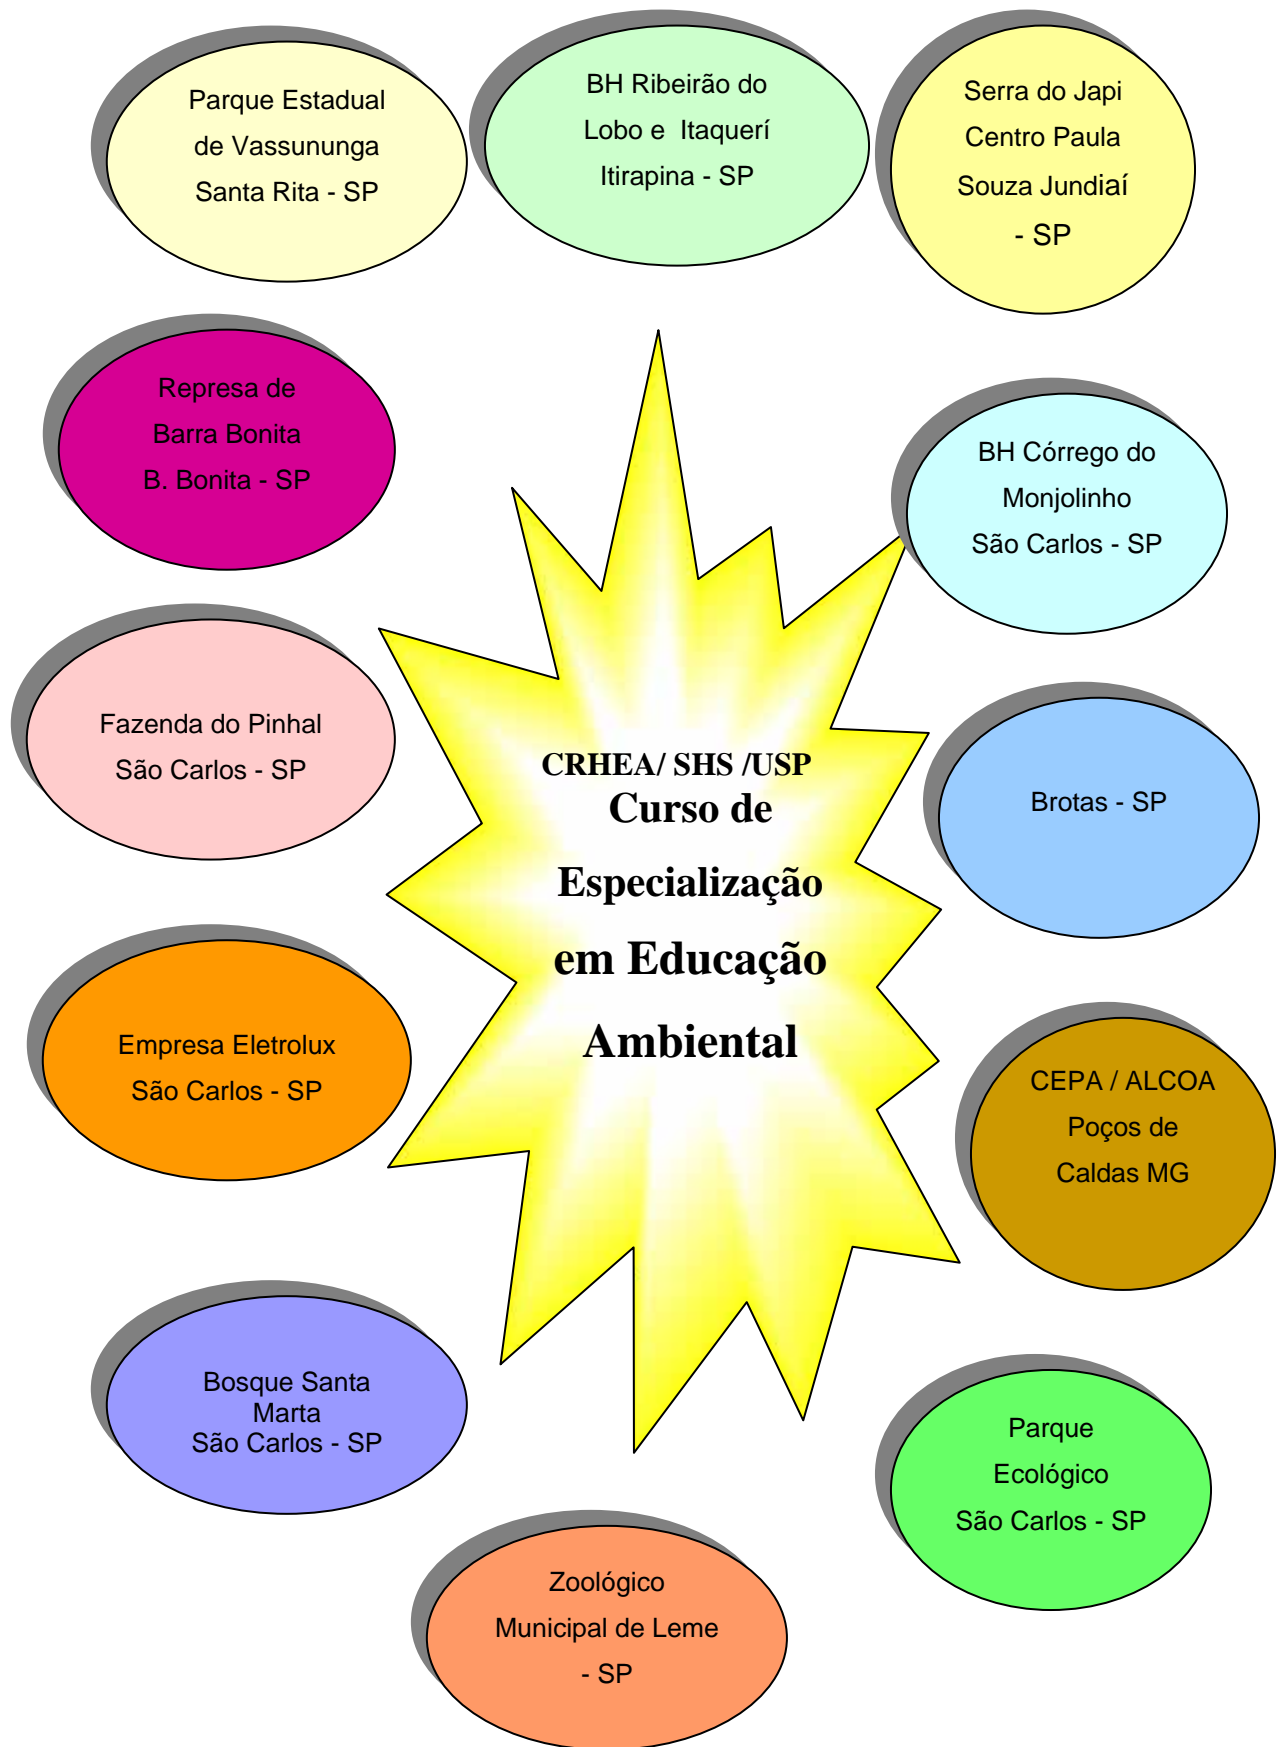 Parque Estadual
de Vassununga
Santa Rita - SP
BH Ribeirão do
Lobo e Itaquerí
Itirapina - SP
Serra do Japi
Centro Paula
Souza Jundiaí
- SP
Represa de
Barra Bonita
B. Bonita - SP
BH Córrego do
Monjolinho
São Carlos - SP
Fazenda do Pinhal
São Carlos - SP
CRHEA/ SHS /USP
Curso de
Especialização
em Educação
Ambiental
Brotas - SP
Empresa Eletrolux
São Carlos - SP
CEPA / ALCOA
Poços de
Caldas MG
Bosque Santa
Marta
São Carlos - SP
Parque
Ecológico
São Carlos - SP
Zoológico
Municipal de Leme
- SP